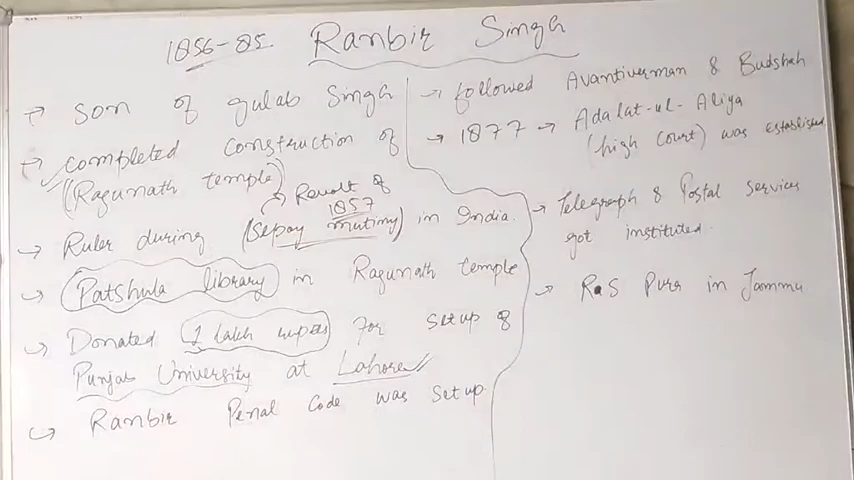 1856-85. Ranbir Singh
→ son of gulab Singh
→ completed construction of
(Ragunath temple)
→ Revolt of
1857
→ Ruler during (Sepoy mutiny) in India.
→ Patshala library in Ragunath temple
→ Donated 1 lakh rupees for setup of
Punjab University at Lahore
→ Ranbir Penal Code was setup.
→ followed Avantiverman & Budshah
→ 1877 → Adalat-ul-Aliya
(high court) was established
→ Telegraph & Postal services
got instituted.
→ RS Pura in Jammu